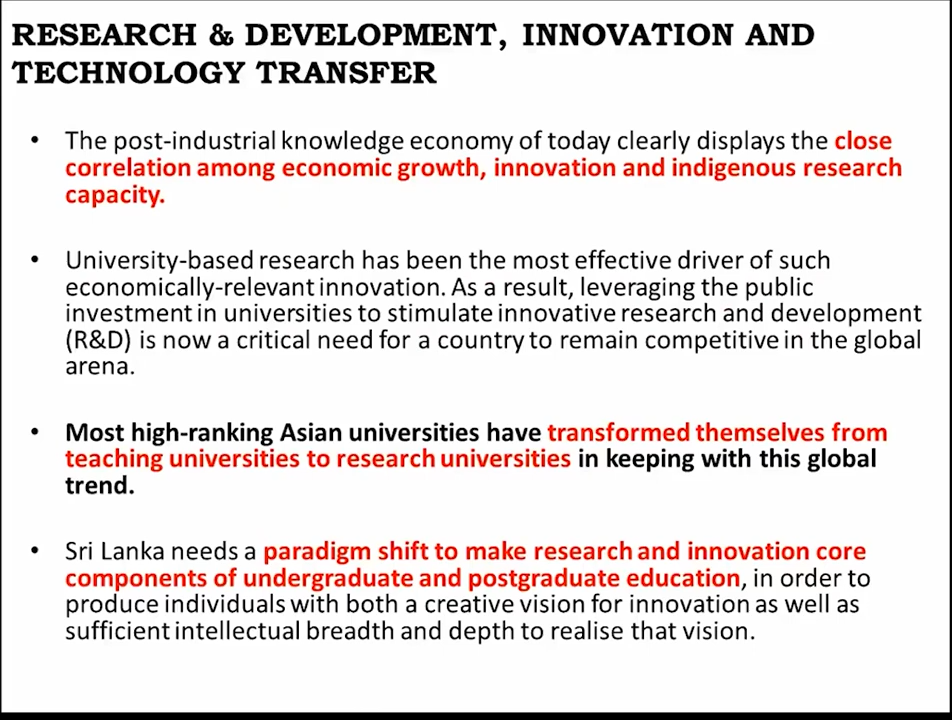 RESEARCH & DEVELOPMENT, INNOVATION AND
TECHNOLOGY TRANSFER
• The post-industrial knowledge economy of today clearly displays the close
correlation among economic growth, innovation and indigenous research
capacity.
• University-based research has been the most effective driver of such
economically-relevant innovation. As a result, leveraging the public
investment in universities to stimulate innovative research and development
(R&D) is now a critical need for a country to remain competitive in the global
arena.
• Most high-ranking Asian universities have transformed themselves from
teaching universities to research universities in keeping with this global
trend.
• Sri Lanka needs a paradigm shift to make research and innovation core
components of undergraduate and postgraduate education, in order to
produce individuals with both a creative vision for innovation as well as
sufficient intellectual breadth and depth to realise that vision.